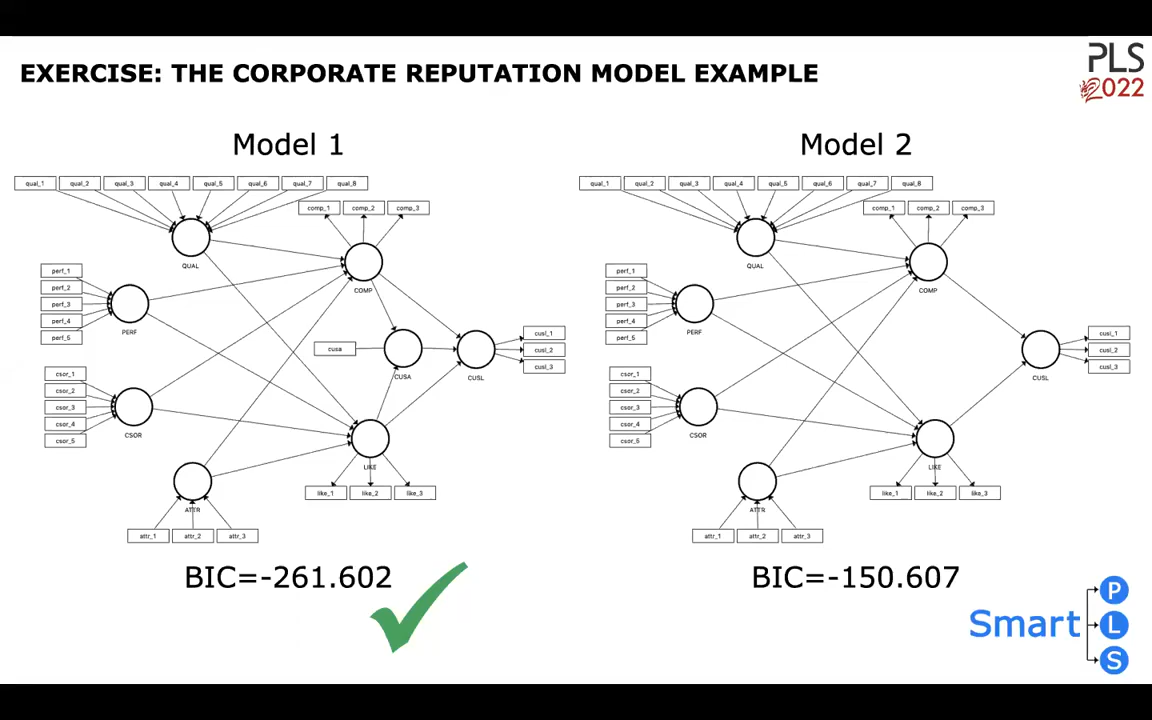 EXERCISE: THE CORPORATE REPUTATION MODEL EXAMPLE
PLS
2022
Model 1
qual_1 qual_2 qual_3 qual_4 qual_5 qual_6 qual_7 qual_8
comp_1 comp_2 comp_3
QUAL
perf_1
perf_2
perf_3
perf_4
perf_5
PERF
COMP
cusa
CUSA
cusl_1
cusl_2
cusl_3
CUSL
csor_1
csor_2
csor_3
csor_4
csor_5
CSOR
LIKE
like_1 like_2 like_3
ATTR
attr_1 attr_2 attr_3
BIC=-261.602
Model 2
qual_1 qual_2 qual_3 qual_4 qual_5 qual_6 qual_7 qual_8
comp_1 comp_2 comp_3
QUAL
perf_1
perf_2
perf_3
perf_4
perf_5
PERF
COMP
cusl_1
cusl_2
cusl_3
CUSL
csor_1
csor_2
csor_3
csor_4
csor_5
CSOR
LIKE
like_1 like_2 like_3
ATTR
attr_1 attr_2 attr_3
BIC=-150.607
Smart
P
L
S